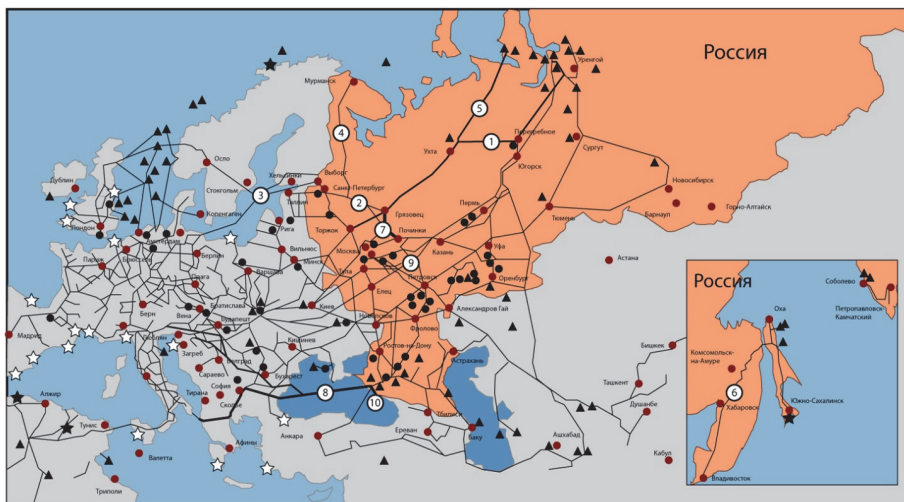 Россия
Уренгой
Мурманск
5
4
1
Перегребное
Ухта
Югорск
Сургут
Осло
Хельсинки
Выборг
Новосибирск
Дублин
Стокгольм
3
Таллин
Санкт-Петербург
2
Грязовец
Пермь
Барнаул
Горно-Алтайск
Копенгаген
Тюмень
Лондон
Рига
Торжок
7
Починки
Амстердам
Москва
Казань
Уфа
Берлин
Вильнюс
Минск
9
Астана
Париж
Брюссель
Тула
Прага
Варшава
Петровск
Оренбург
Елец
Берн
Вена
Братислава
Киев
Александров Гай
Будапешт
Фролово
Мадрид
Любляна
Кишинев
Ростов-на-Дону
Загреб
Белград
Астрахань
Бишкек
Сараево
Бухарест
София
8
Ташкент
Алжир
Тирана
Скопье
10
Тбилиси
Душанбе
Тунис
Ереван
Баку
Афины
Анкара
Ашхабад
Валетта
Кабул
Триполи
Россия
Соболево
Оха
Петропавловск-
Камчатский
Комсомольск-
на-Амуре
6
Хабаровск
Южно-Сахалинск
Владивосток